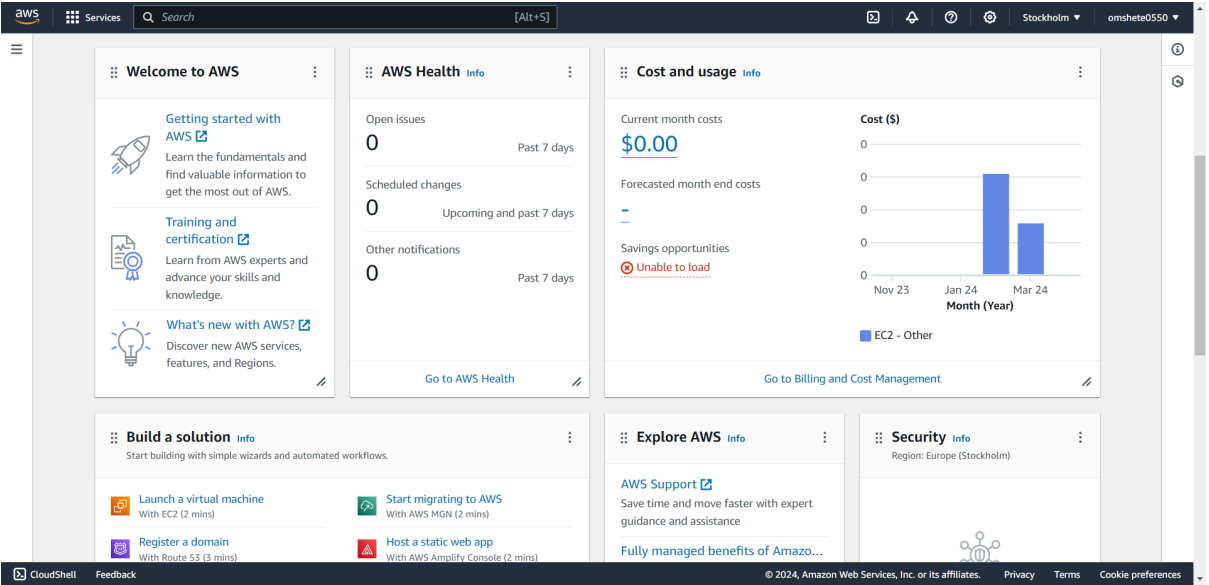 aws
Services
Search
[Alt+S]
Stockholm
omshete0550
Welcome to AWS
Getting started with
AWS
Learn the fundamentals and
find valuable information to
get the most out of AWS.
Training and
certification
Learn from AWS experts and
advance your skills and
knowledge.
What's new with AWS?
Discover new AWS services,
features, and Regions.
AWS Health Info
Open issues
0
Past 7 days
Scheduled changes
0
Upcoming and past 7 days
Other notifications
0
Past 7 days
Go to AWS Health
Cost and usage Info
Current month costs
$0.00
Forecasted month end costs
-
Savings opportunities
Unable to load
Cost ($)
0
0
0
0
0
Nov 23 Jan 24 Mar 24
Month (Year)
EC2 - Other
Go to Billing and Cost Management
Build a solution Info
Start building with simple wizards and automated workflows.
Launch a virtual machine
With EC2 (2 mins)
Start migrating to AWS
With AWS MGN (2 mins)
Register a domain
With Route 53 (3 mins)
Host a static web app
With AWS Amplify Console (2 mins)
Explore AWS Info
AWS Support
Save time and move faster with expert
guidance and assistance
Fully managed benefits of Amazo...
Security Info
Region: Europe (Stockholm)
CloudShell
Feedback
© 2024, Amazon Web Services, Inc. or its affiliates.
Privacy
Terms
Cookie preferences